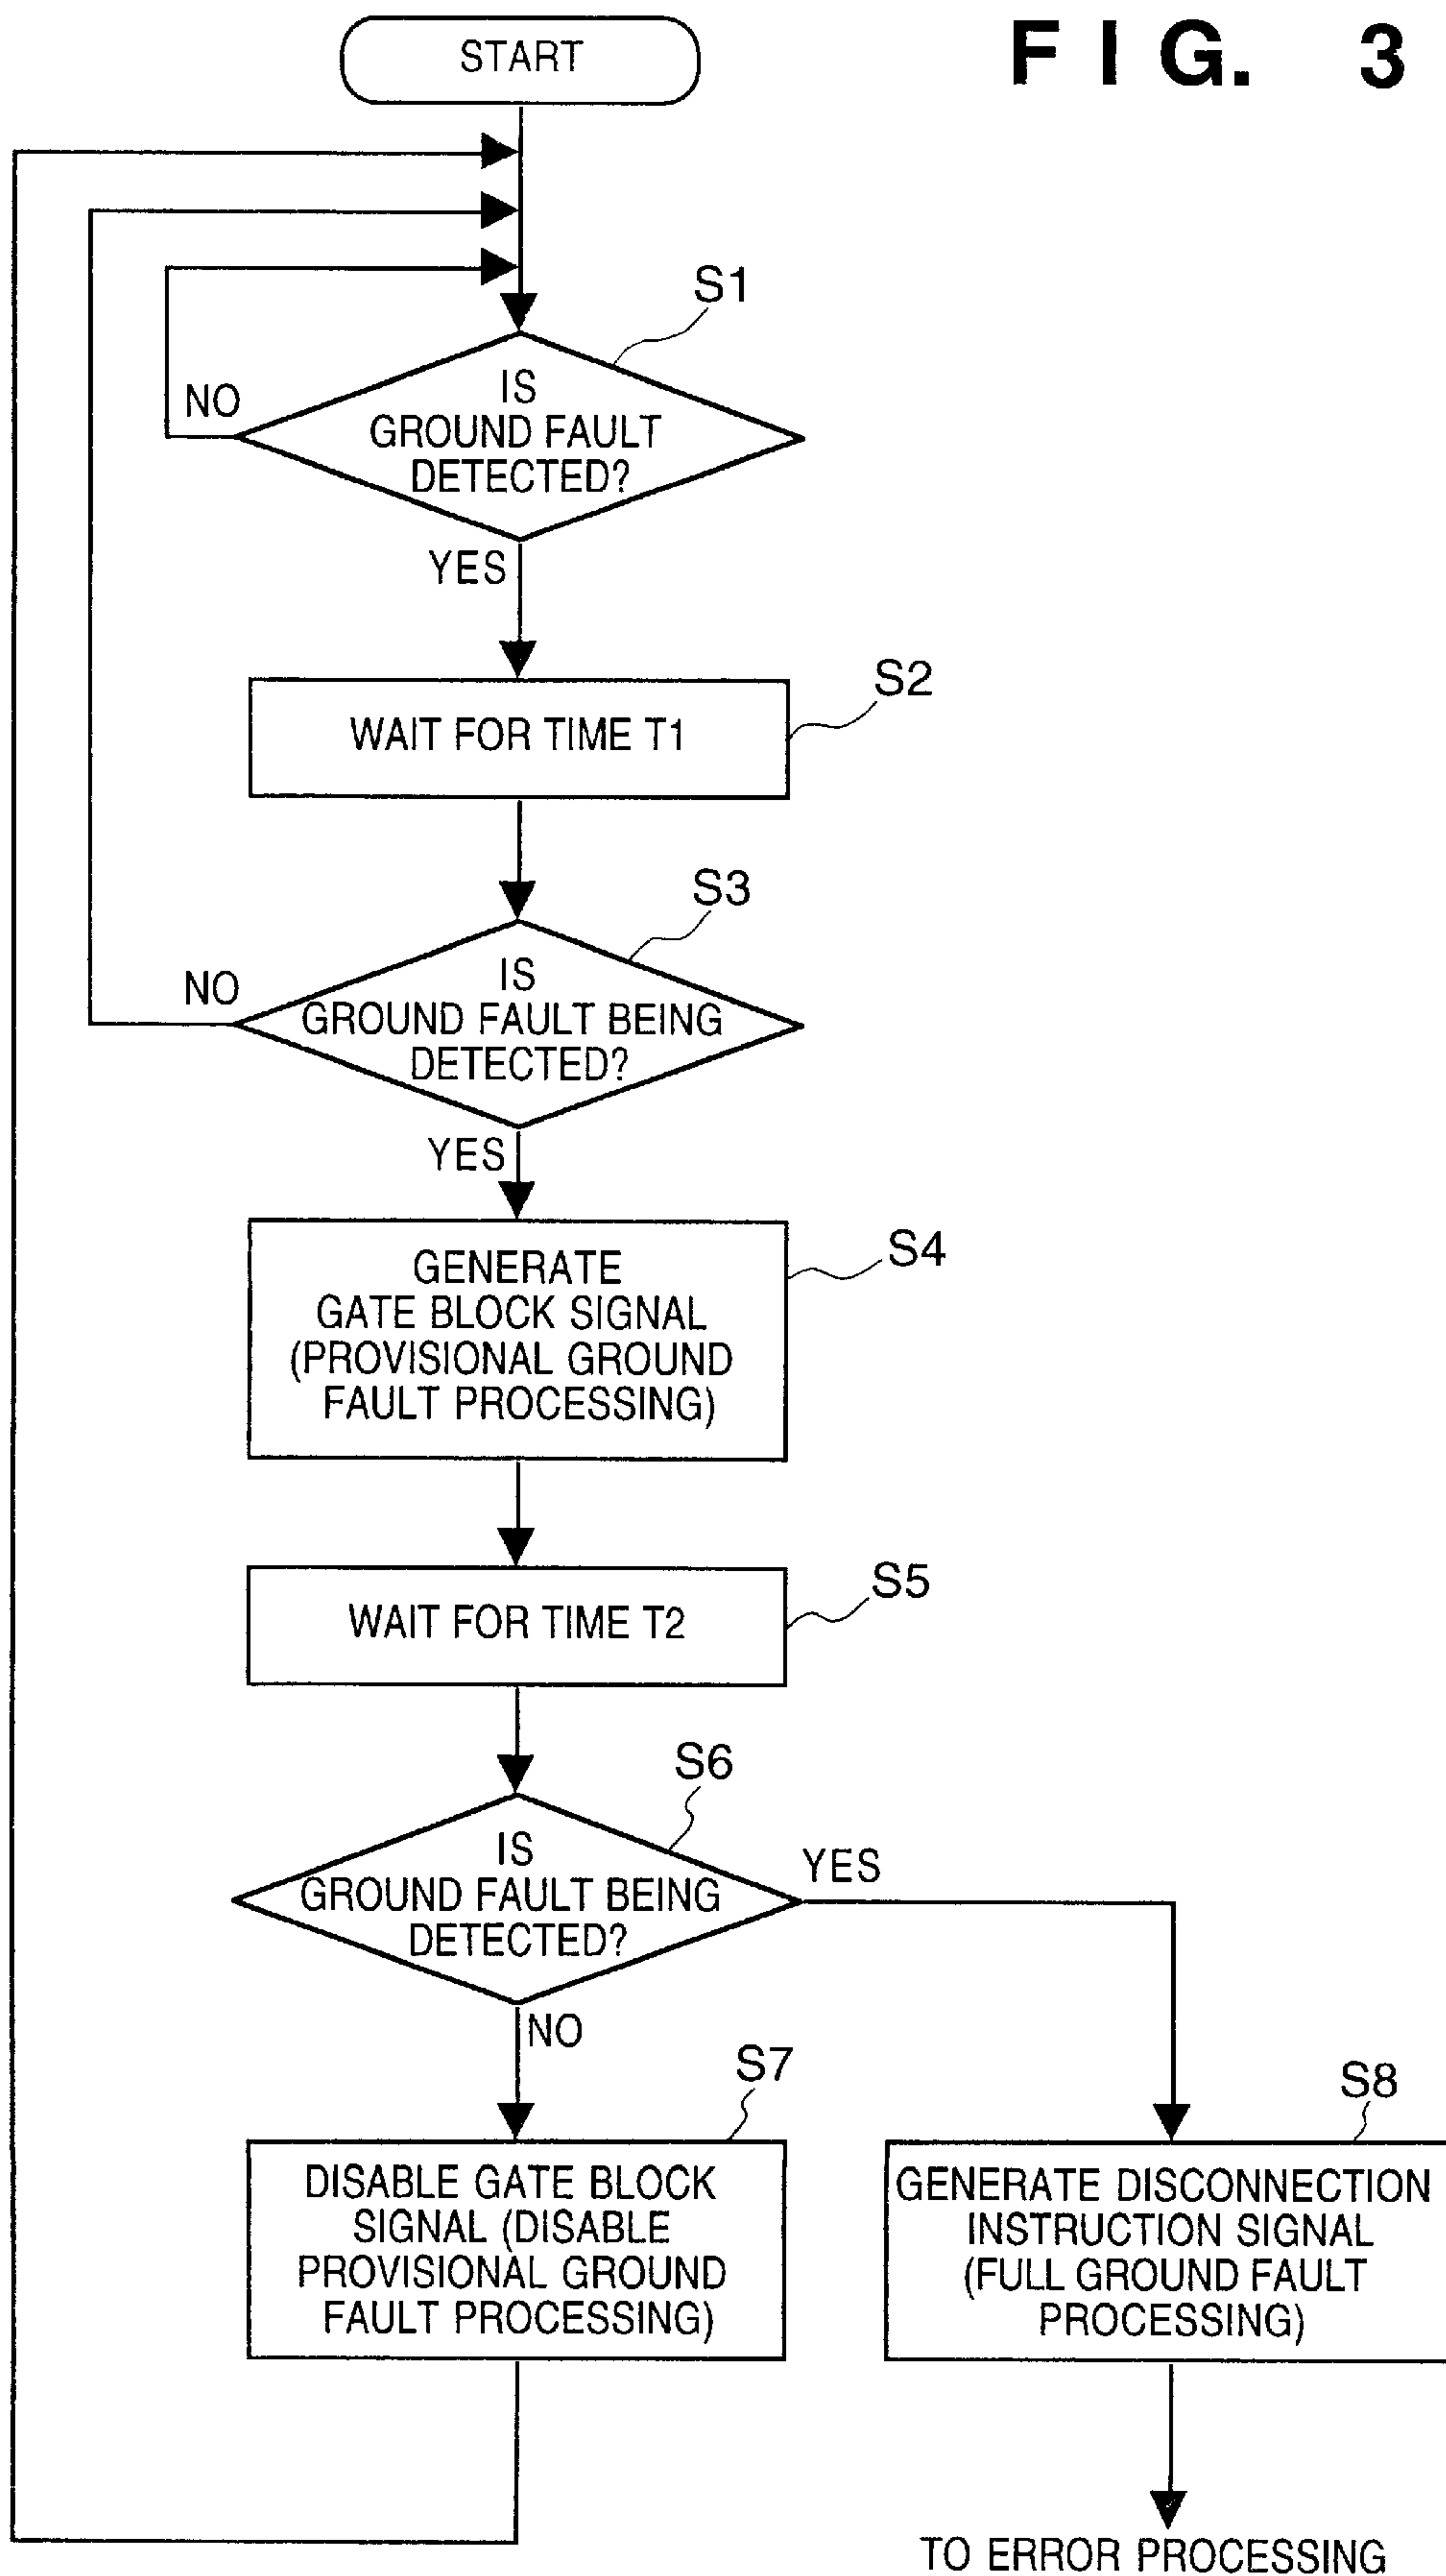 FIG. 3
START
S1
NO
IS
GROUND FAULT
DETECTED?
YES
S2
WAIT FOR TIME T1
S3
NO
IS
GROUND FAULT BEING
DETECTED?
YES
S4
GENERATE
GATE BLOCK SIGNAL
(PROVISIONAL GROUND
FAULT PROCESSING)
S5
WAIT FOR TIME T2
S6
IS
GROUND FAULT BEING
DETECTED?
YES
NO
S7
DISABLE GATE BLOCK
SIGNAL (DISABLE
PROVISIONAL GROUND
FAULT PROCESSING)
S8
GENERATE DISCONNECTION
INSTRUCTION SIGNAL
(FULL GROUND FAULT
PROCESSING)
TO ERROR PROCESSING